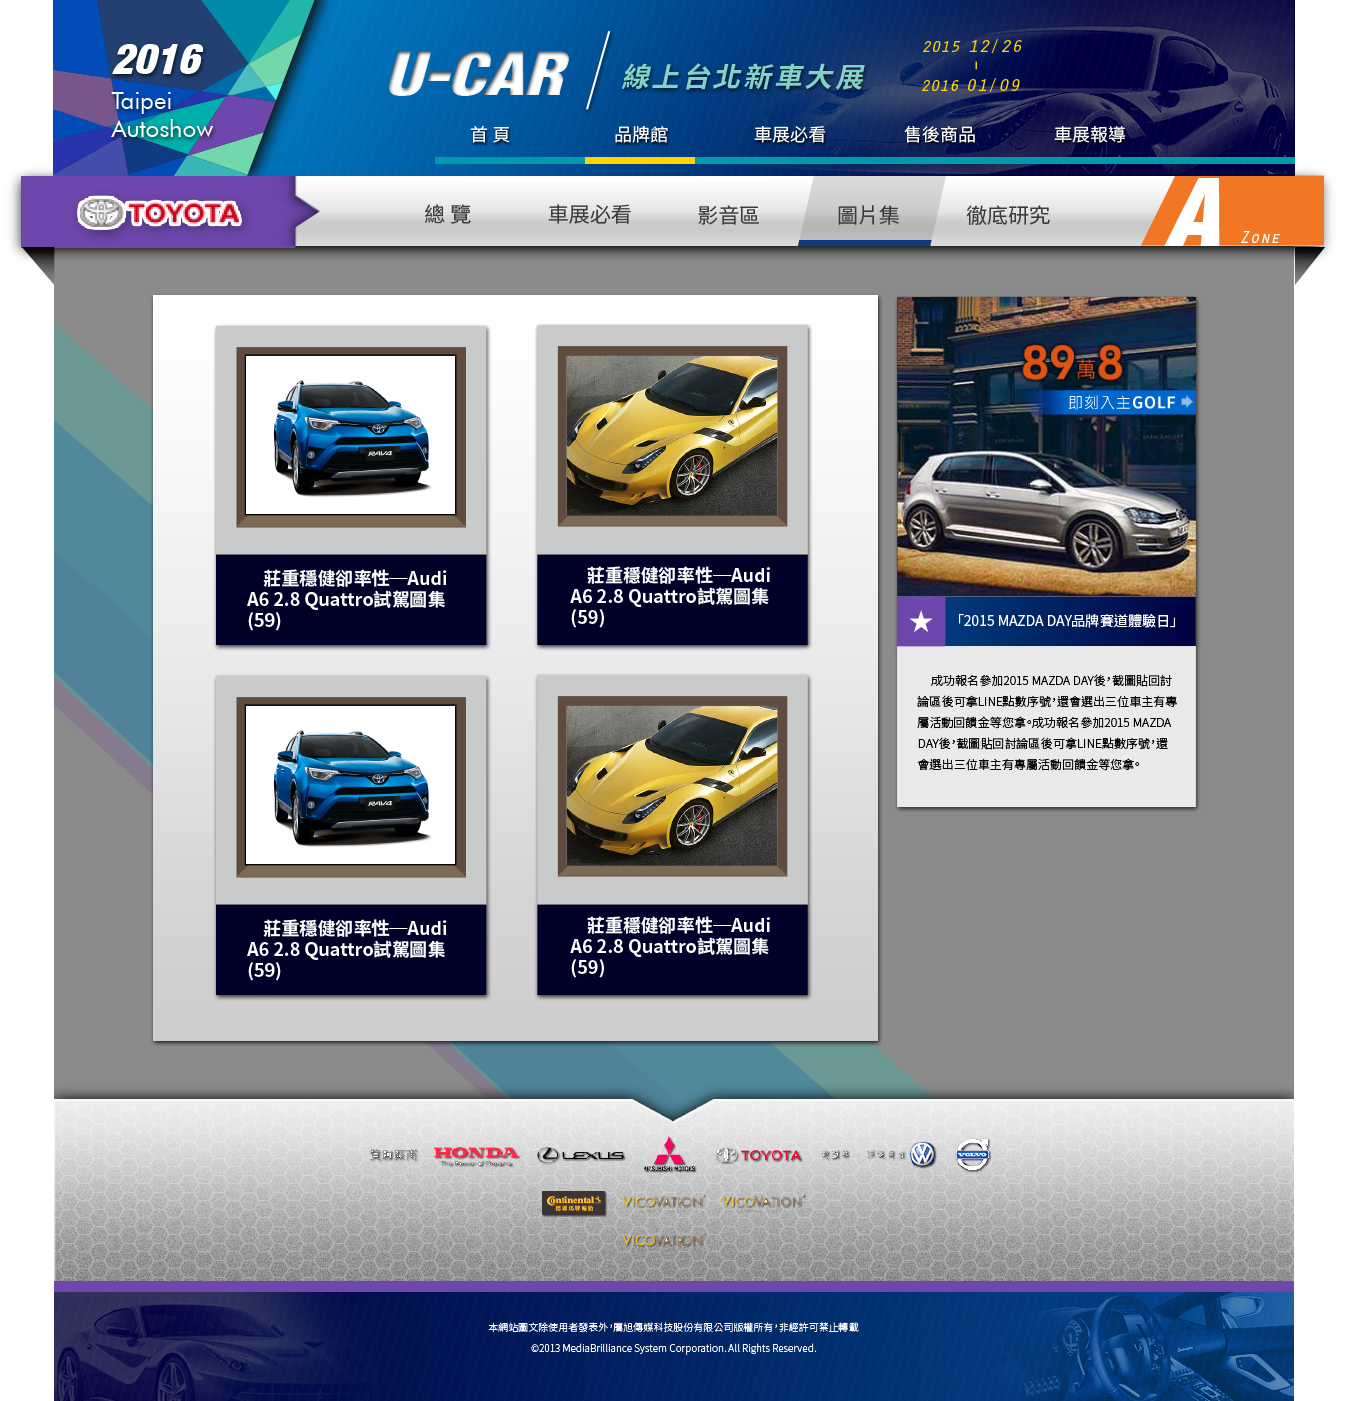 2016
Taipei
Autoshow
U-CAR
線上台北新車大展
2015 12/26
-
2016 01/09
首 頁
品牌館
車展必看
售後商品
車展報導
TOYOTA
總 覽
車展必看
影音區
圖片集
徹底研究
A ZONE
RAV4
莊重穩健卻率性—Audi
A6 2.8 Quattro試駕圖集
(59)
莊重穩健卻率性—Audi
A6 2.8 Quattro試駕圖集
(59)
RAV4
莊重穩健卻率性—Audi
A6 2.8 Quattro試駕圖集
(59)
莊重穩健卻率性—Audi
A6 2.8 Quattro試駕圖集
(59)
89萬8
即刻入主GOLF
「2015 MAZDA DAY品牌賽道體驗日」
成功報名參加2015 MAZDA DAY後，截圖貼回討
論區後可拿LINE點數序號，還會選出三位車主有專
屬活動回饋金等您拿。成功報名參加2015 MAZDA
DAY後，截圖貼回討論區後可拿LINE點數序號，還
會選出三位車主有專屬活動回饋金等您拿。
HONDA
The Power of Dreams
LEXUS
MITSUBISHI MOTORS
TOYOTA
VOLVO
Continental
德國馬牌輪胎
VICOVATION
VICOVATION
VICOVATION
本網站圖文除使用者發表外，屬旭傳媒科技股份有限公司版權所有，非經許可禁止轉載
©2013 MediaBrilliance System Corporation. All Rights Reserved.